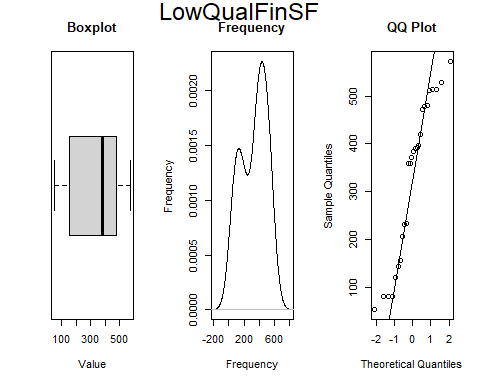 LowQualFinSF
Boxplot
100 300 500
Value
Frequency
Frequency
0.0000 0.0005 0.0010 0.0015 0.0020
-200 200 600
Frequency
QQ Plot
Sample Quantiles
100 200 300 400 500
-2 -1 0 1 2
Theoretical Quantiles